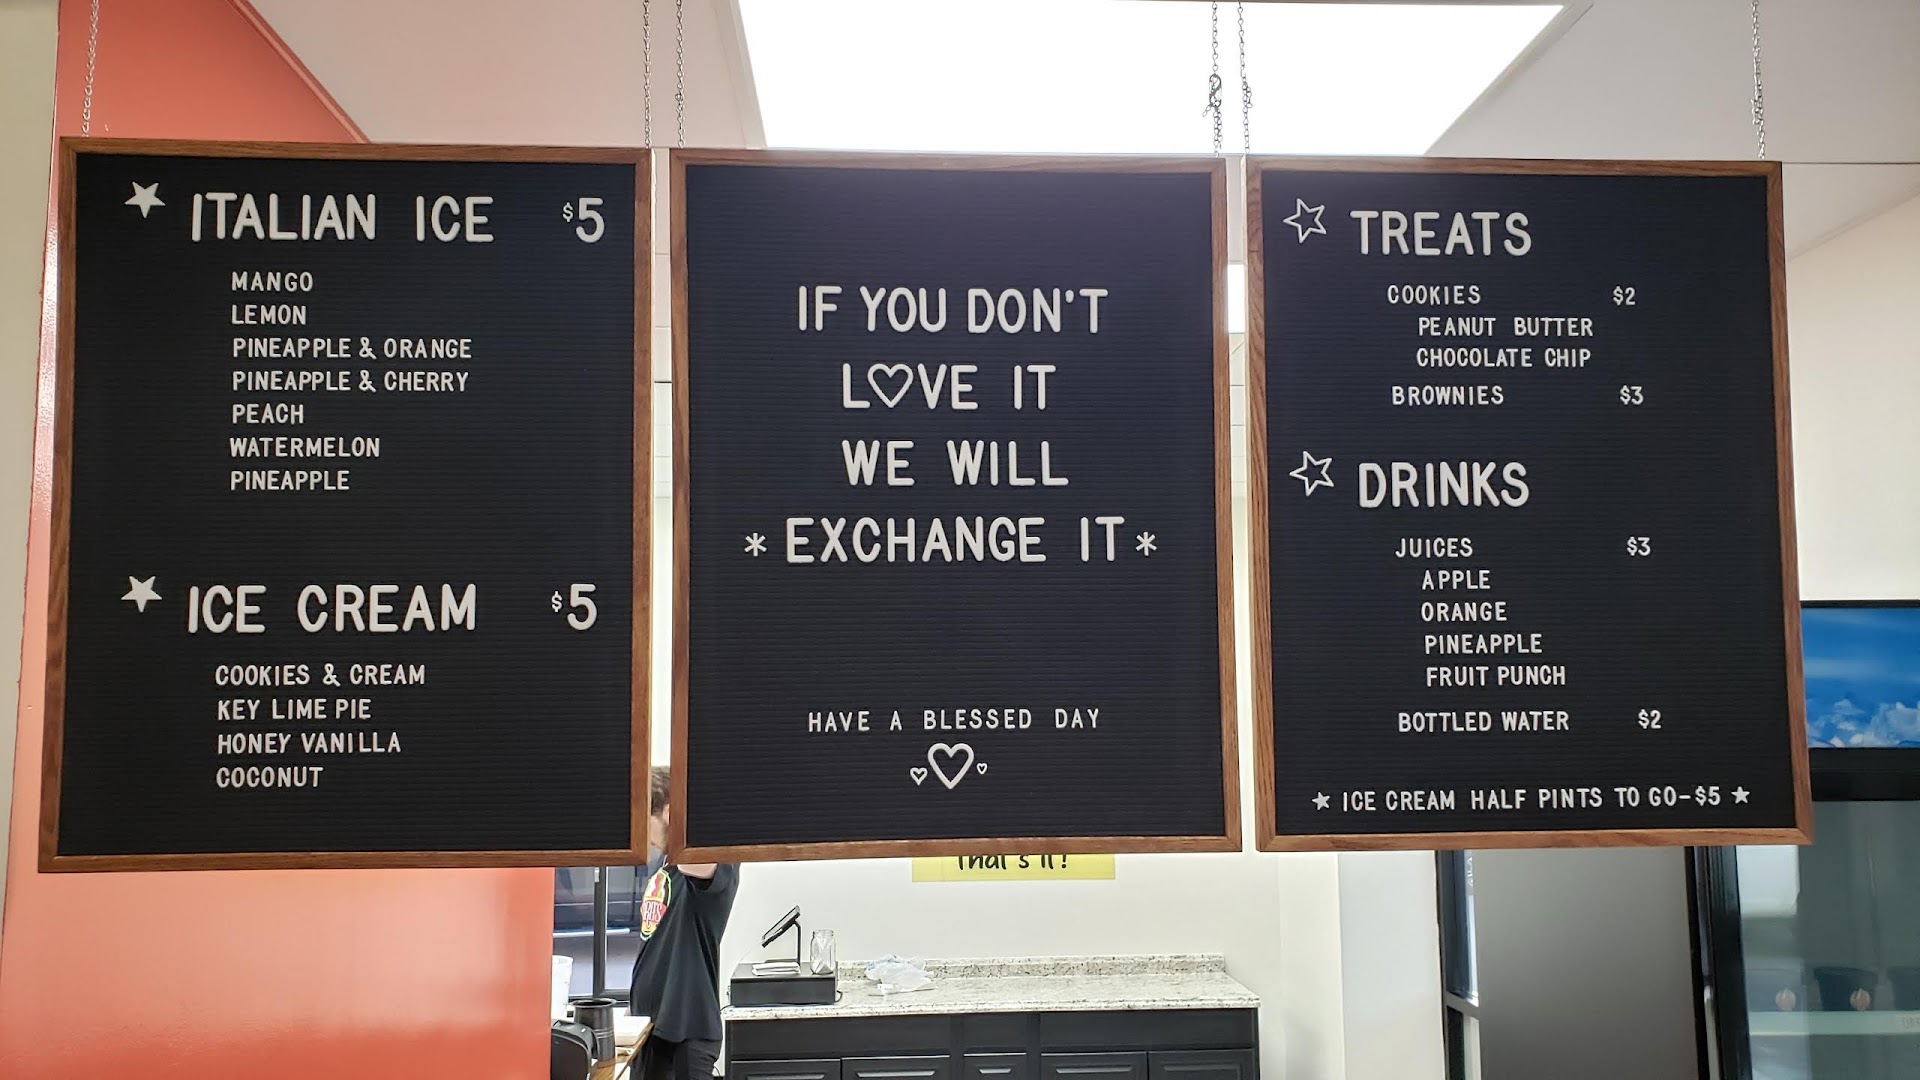 ITALIAN ICE $5
MANGO
LEMON
PINEAPPLE & ORANGE
PINEAPPLE & CHERRY
PEACH
WATERMELON
PINEAPPLE
ICE CREAM $5
COOKIES & CREAM
KEY LIME PIE
HONEY VANILLA
COCONUT
IF YOU DON'T
L♡VE IT
WE WILL
* EXCHANGE IT *
HAVE A BLESSED DAY
TREATS
COOKIES $2
PEANUT BUTTER
CHOCOLATE CHIP
BROWNIES $3
DRINKS
JUICES $3
APPLE
ORANGE
PINEAPPLE
FRUIT PUNCH
BOTTLED WATER $2
★ ICE CREAM HALF PINTS TO GO-$5 ★
That's it!